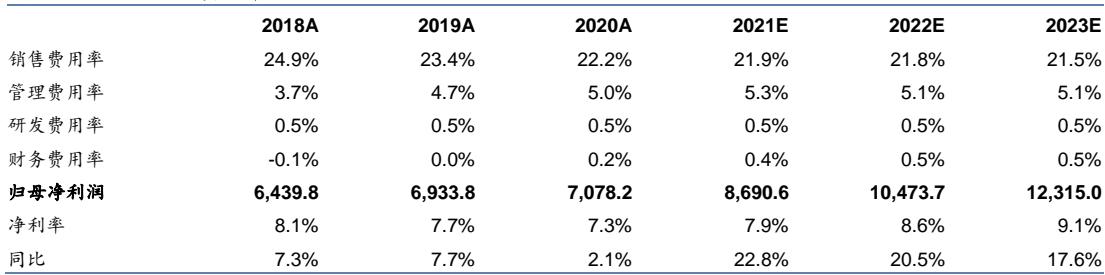 2018A 2019A 2020A 2021E 2022E 2023E
销售费用率 24.9% 23.4% 22.2% 21.9% 21.8% 21.5%
管理费用率 3.7% 4.7% 5.0% 5.3% 5.1% 5.1%
研发费用率 0.5% 0.5% 0.5% 0.5% 0.5% 0.5%
财务费用率 -0.1% 0.0% 0.2% 0.4% 0.5% 0.5%
归母净利润 6,439.8 6,933.8 7,078.2 8,690.6 10,473.7 12,315.0
净利率 8.1% 7.7% 7.3% 7.9% 8.6% 9.1%
同比 7.3% 7.7% 2.1% 22.8% 20.5% 17.6%